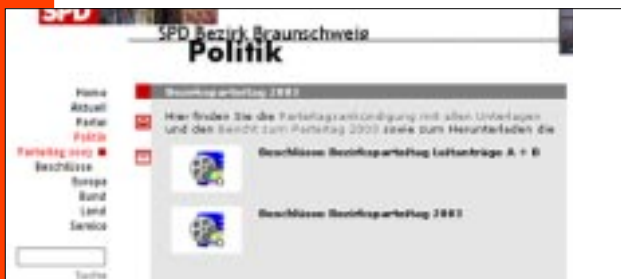 SPD
SPD Bezirk Braunschweig
Politik
Home
Aktuell
Partei
Politik
Parteitag 2003
Beschlüsse
Europa
Bund
Land
Service
Suche
Bezirksparteitag 2003
Hier finden Sie die Parteitagsankündigung mit allen Unterlagen
und den Bericht zum Parteitag 2003 sowie zum Herunterladen die
Beschlüsse Bezirksparteitag Leitanträge A + B
Beschlüsse Bezirksparteitag 2003